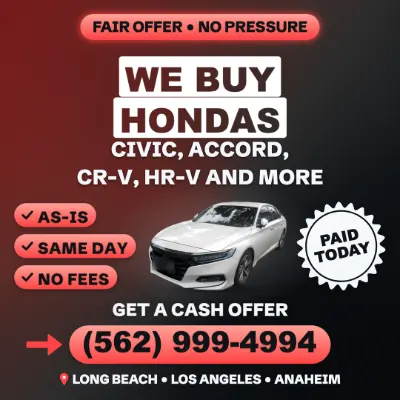 FAIR OFFER • NO PRESSURE
WE BUY
HONDAS
CIVIC, ACCORD,
CR-V, HR-V AND MORE
AS-IS
SAME DAY
NO FEES
PAID
TODAY
GET A CASH OFFER
(562) 999-4994
LONG BEACH • LOS ANGELES • ANAHEIM